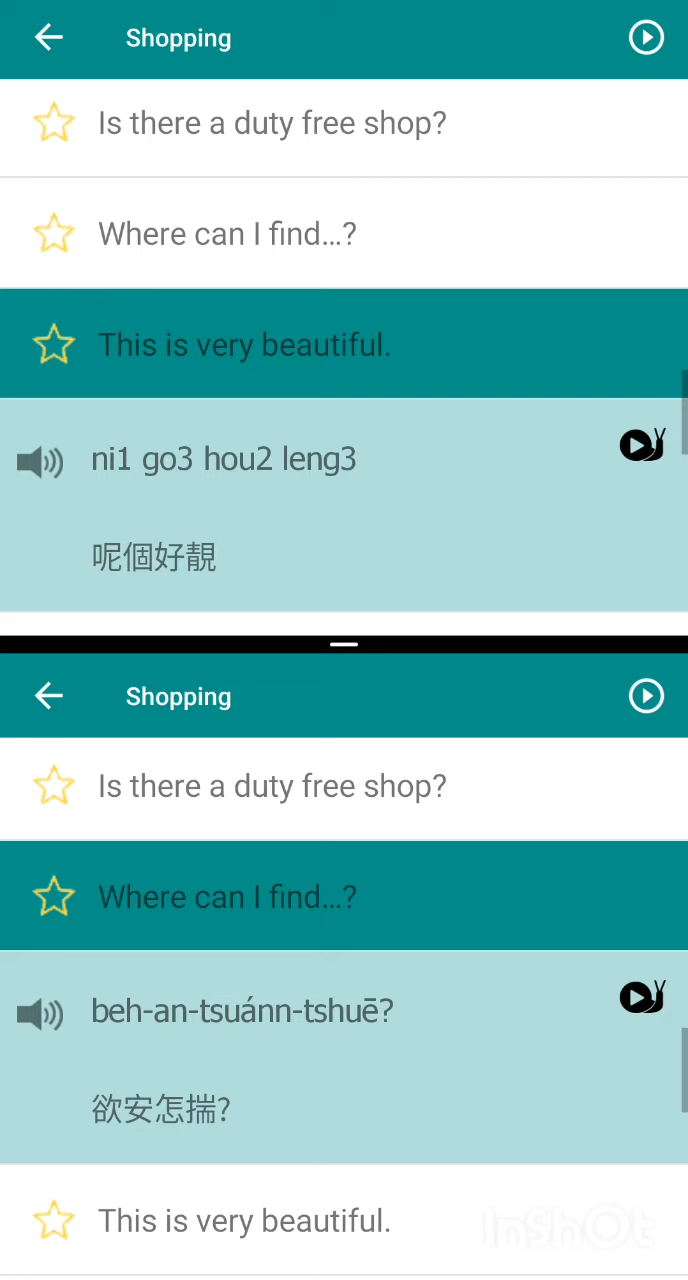 Shopping
Is there a duty free shop?
Where can I find...?
This is very beautiful.
ni1 go3 hou2 leng3
呢個好靚
Shopping
Is there a duty free shop?
Where can I find...?
beh-an-tsuánn-tshuē?
欲安怎揣?
This is very beautiful.
InShOt